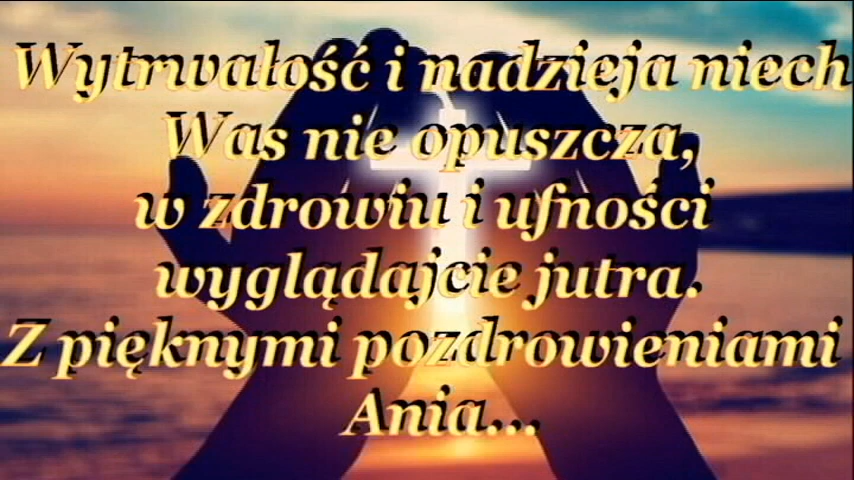 Wytrwałość i nadzieja niech
Was nie opuszcza,
w zdrowiu i ufności
wyglądajcie jutra.
Z pięknymi pozdrowieniami
Ania...